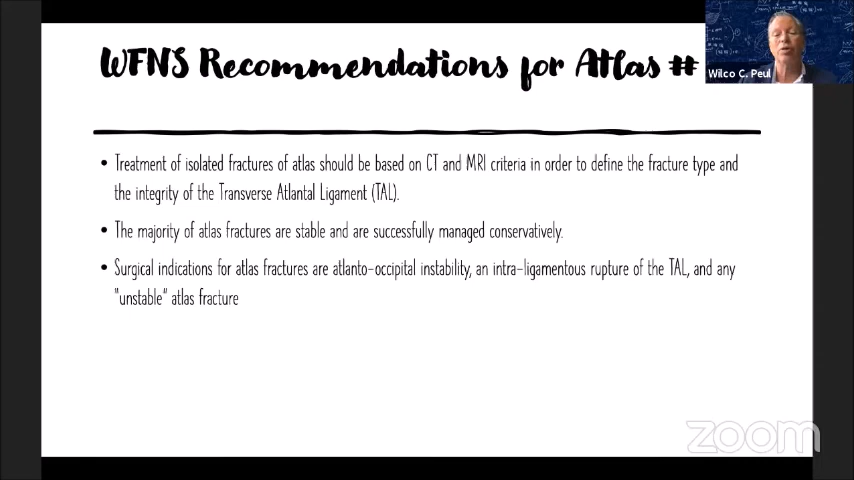 WFNS Recommendations for Atlas #
Wilco C. Peul
• Treatment of isolated fractures of atlas should be based on CT and MRI criteria in order to define the fracture type and
the integrity of the Transverse Atlantal Ligament (TAL).
• The majority of atlas fractures are stable and are successfully managed conservatively.
• Surgical indications for atlas fractures are atlanto-occipital instability, an intra-ligamentous rupture of the TAL, and any
"unstable" atlas fracture
zoom